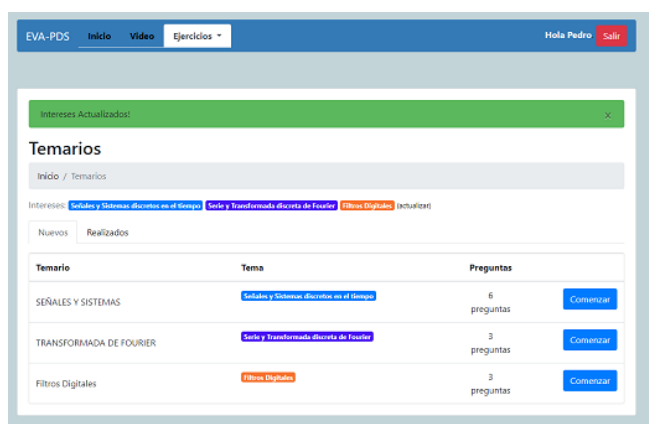 EVA-PDS Inicio Video Ejercicios Hola Pedro Salir
Intereses Actualizados! ×
Temarios
Inicio / Temarios
Intereses: Señales y Sistemas discretos en el tiempo Serie y Transformada discreta de Fourier Filtros Digitales (actualizar)
Nuevos Realizados
Temario Tema Preguntas
SEÑALES Y SISTEMAS Señales y Sistemas discretos en el tiempo 6 preguntas Comenzar
TRANSFORMADA DE FOURIER Serie y Transformada discreta de Fourier 3 preguntas Comenzar
Filtros Digitales Filtros Digitales 3 preguntas Comenzar